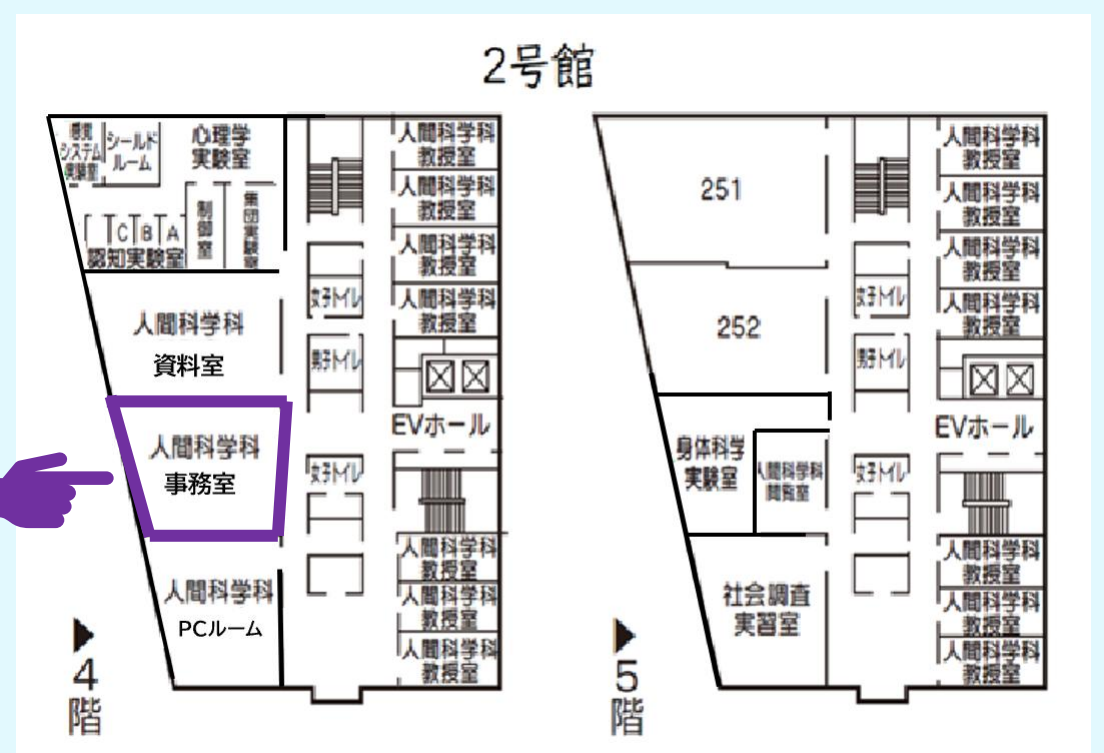 2号館
感覚
システム
実験室
シールド
ルーム
心理学
実験室
制御室
集団実験室
C B A
認知実験室
人間科学科
資料室
人間科学科
事務室
人間科学科
PCルーム
女子トイレ
男子トイレ
女子トイレ
人間科学科
教授室
人間科学科
教授室
人間科学科
教授室
人間科学科
教授室
EVホール
人間科学科
教授室
人間科学科
教授室
人間科学科
教授室
4階
251
252
身体科学
実験室
人間科学科
閲覧室
社会調査
実習室
女子トイレ
男子トイレ
女子トイレ
人間科学科
教授室
人間科学科
教授室
人間科学科
教授室
人間科学科
教授室
EVホール
人間科学科
教授室
人間科学科
教授室
人間科学科
教授室
5階